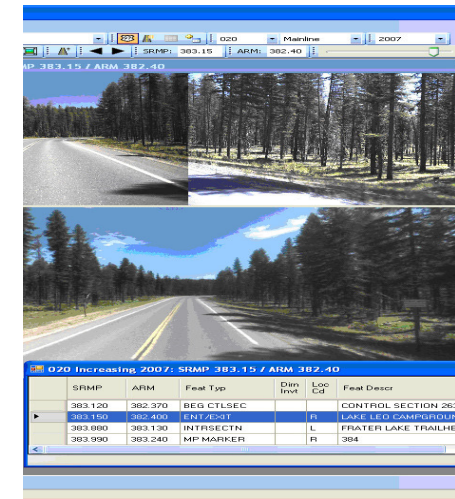 020 Mainline 2007
SRMP: 383.15 ARM: 382.40
MP 383.15 / ARM 382.40
020 Increasing 2007: SRMP 383.15 / ARM 382.40
SRMP ARM Feat Typ Dim Invt Loc Cd Feat Descr
383.120 382.370 BEG CTLSEC CONTROL SECTION 263
383.150 382.400 ENT/EXIT R LAKE LEO CAMPGROUN
383.880 383.130 INTRSECTN L FRATER LAKE TRAILHE
383.990 383.240 MP MARKER R 384